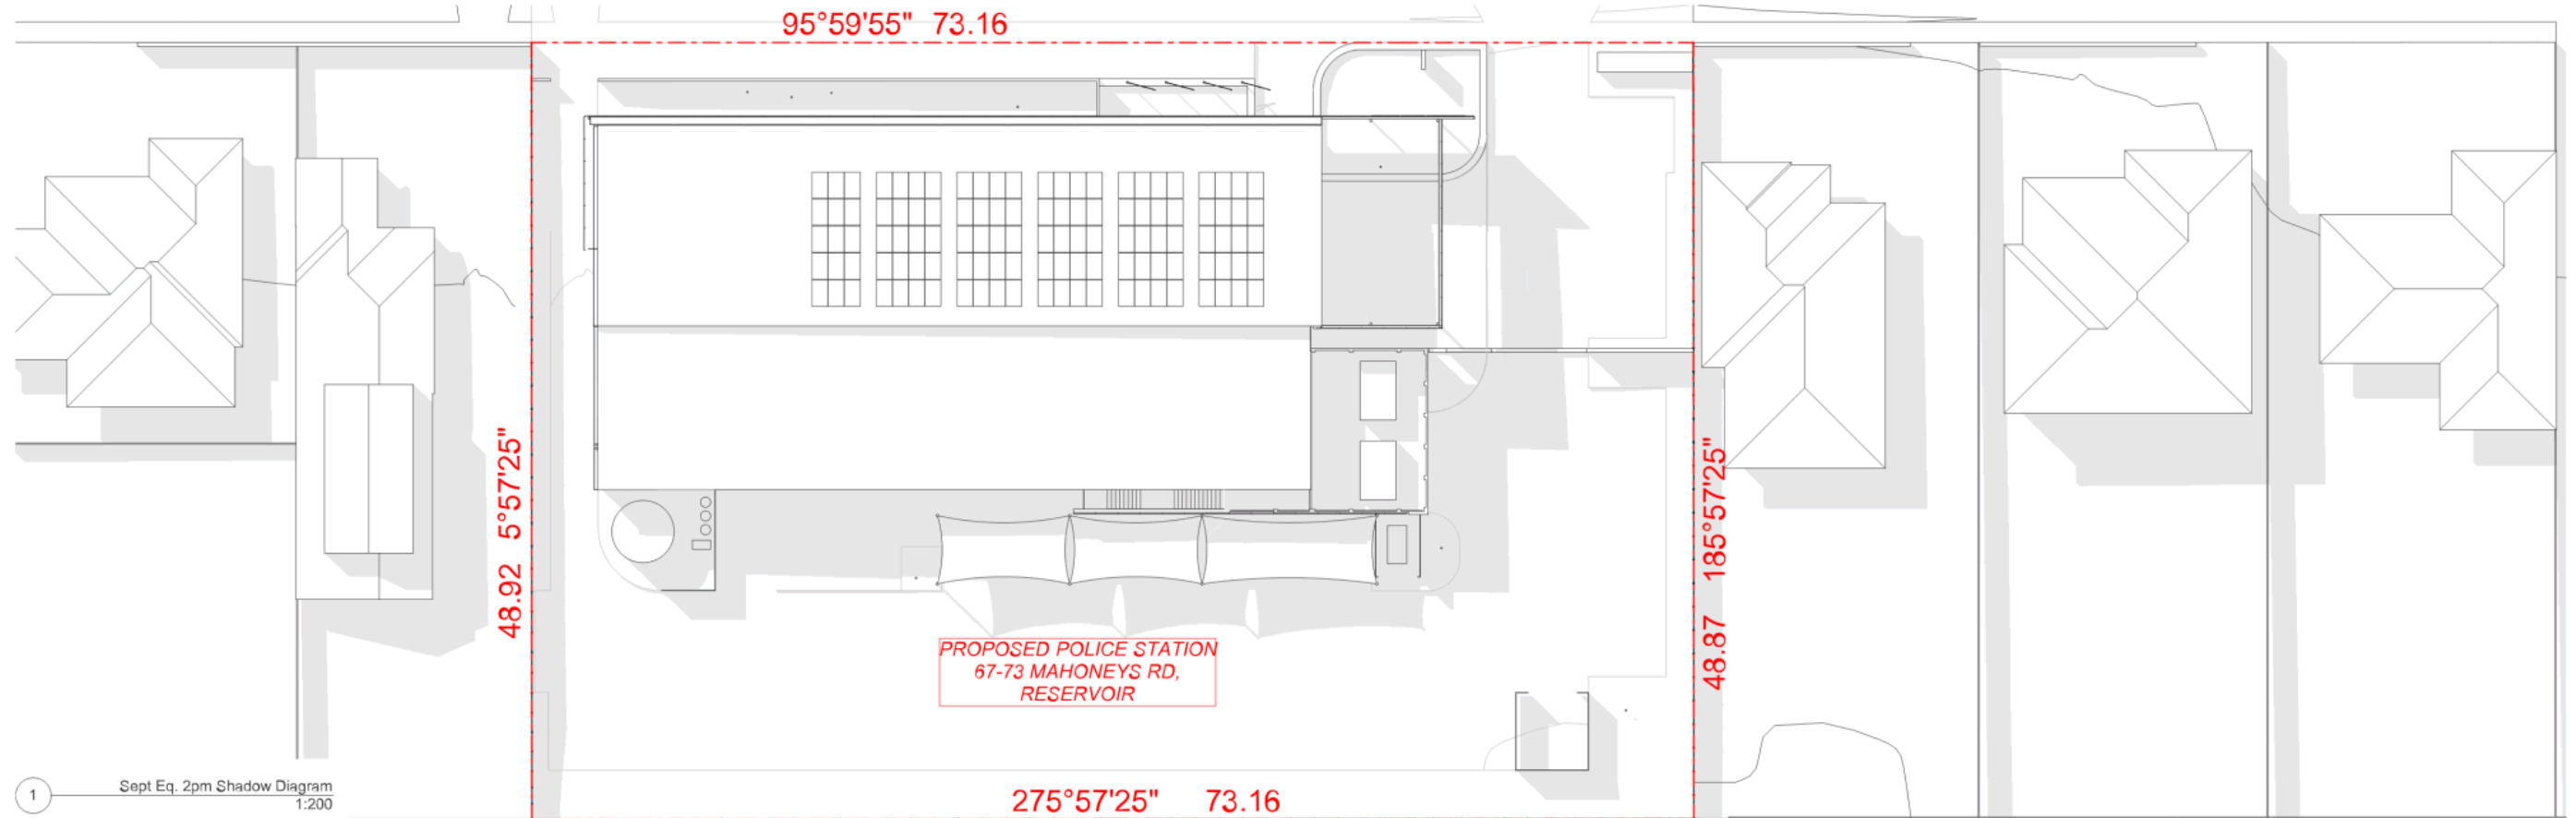 95°59'55" 73.16
48.92 5°57'25"
185°57'25"
48.87
PROPOSED POLICE STATION
67-73 MAHONEYS RD,
RESERVOIR
1
Sept Eq. 2pm Shadow Diagram
1:200
275°57'25" 73.16